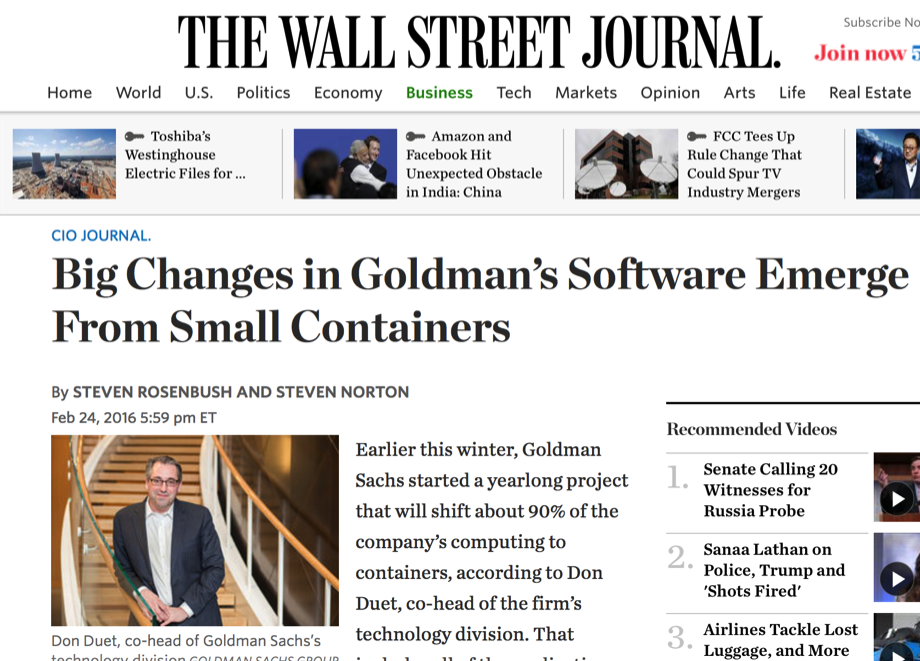 THE WALL STREET JOURNAL.
Subscribe No
Join now 5
Home World U.S. Politics Economy Business Tech Markets Opinion Arts Life Real Estate
Toshiba's
Westinghouse
Electric Files for ...
Amazon and
Facebook Hit
Unexpected Obstacle
in India: China
FCC Tees Up
Rule Change That
Could Spur TV
Industry Mergers
CIO JOURNAL.
Big Changes in Goldman's Software Emerge
From Small Containers
By STEVEN ROSENBUSH AND STEVEN NORTON
Feb 24, 2016 5:59 pm ET
Earlier this winter, Goldman
Sachs started a yearlong project
that will shift about 90% of the
company's computing to
containers, according to Don
Duet, co-head of the firm's
technology division. That
Don Duet, co-head of Goldman Sachs's
technology division GOLDMAN SACHS GROUP
Recommended Videos
1. Senate Calling 20
Witnesses for
Russia Probe
2. Sanaa Lathan on
Police, Trump and
'Shots Fired'
3. Airlines Tackle Lost
Luggage, and More